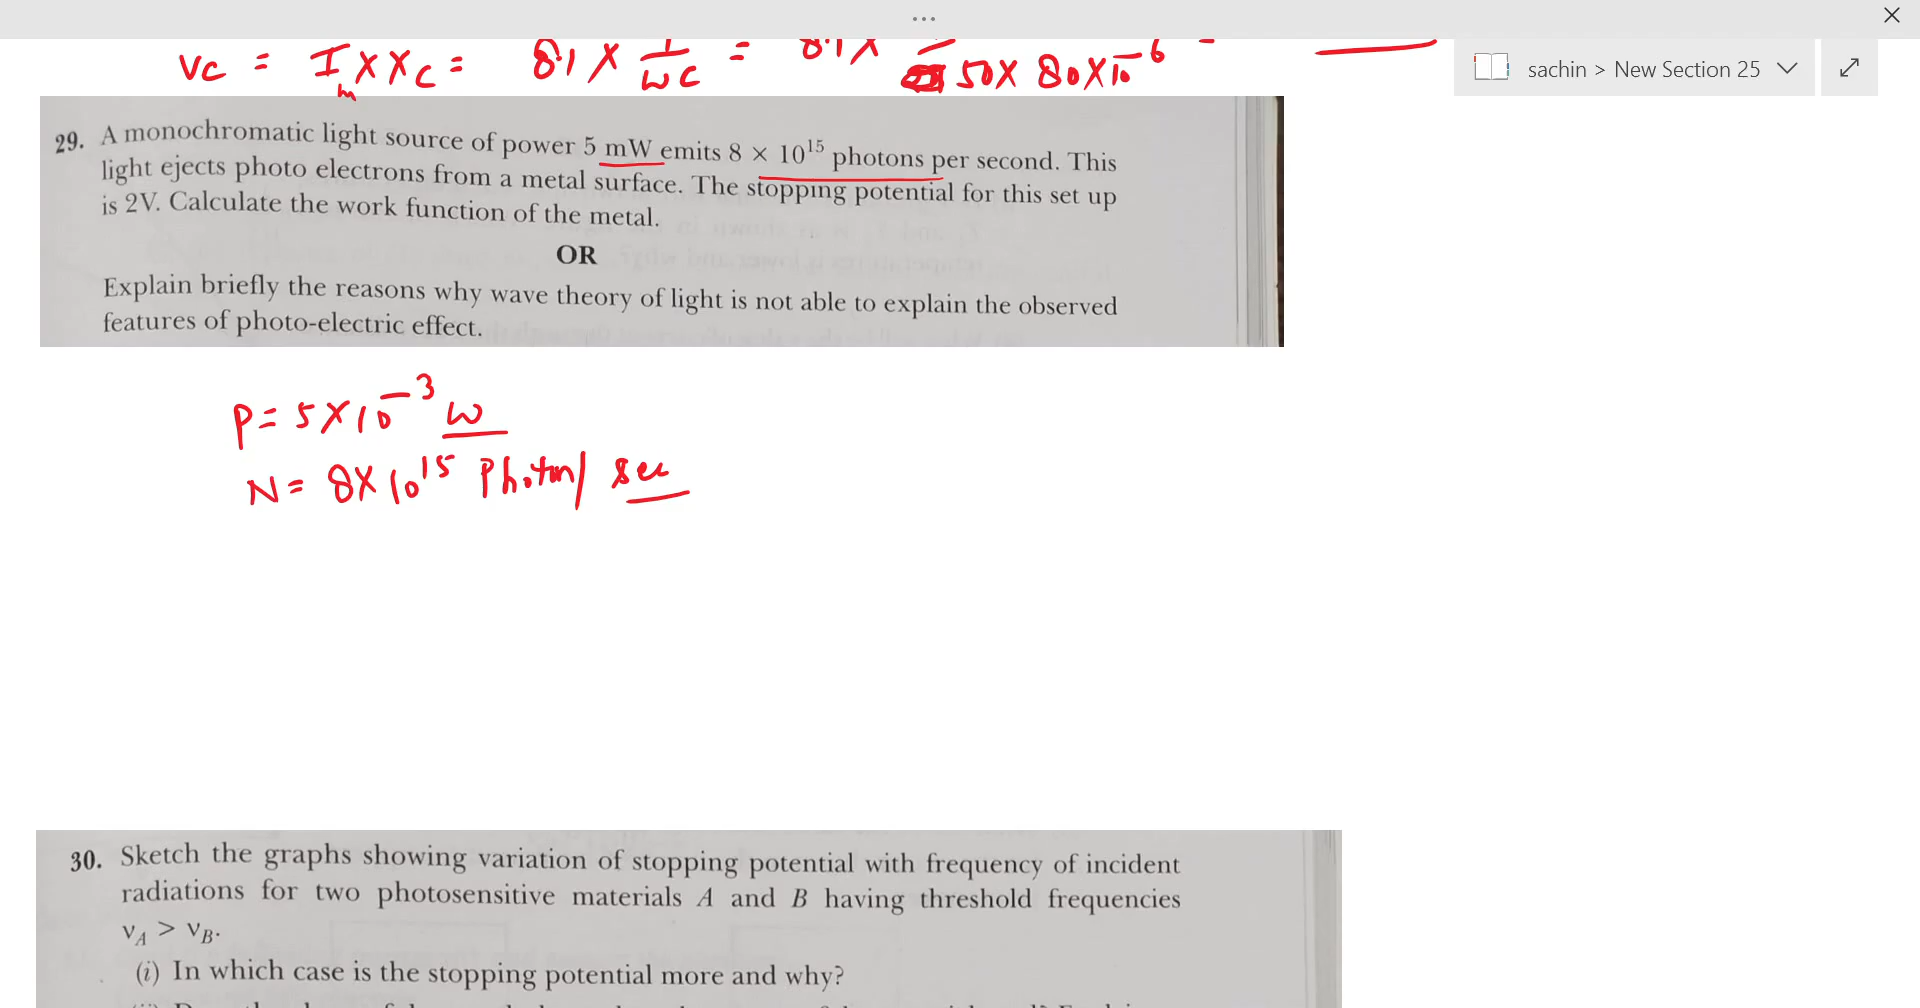 ...
sachin > New Section 25
Vc = Im × Xc = 8.1 × 1/ωC = 8.1 × 50 × 80 × 10⁻⁶ =
29. A monochromatic light source of power 5 mW emits 8 × 10¹⁵ photons per second. This
light ejects photo electrons from a metal surface. The stopping potential for this set up
is 2V. Calculate the work function of the metal.
OR
Explain briefly the reasons why wave theory of light is not able to explain the observed
features of photo-electric effect.
P = 5 × 10⁻³ W
N = 8 × 10¹⁵ Photon/sec
30. Sketch the graphs showing variation of stopping potential with frequency of incident
radiations for two photosensitive materials A and B having threshold frequencies
νA > νB.
(i) In which case is the stopping potential more and why?